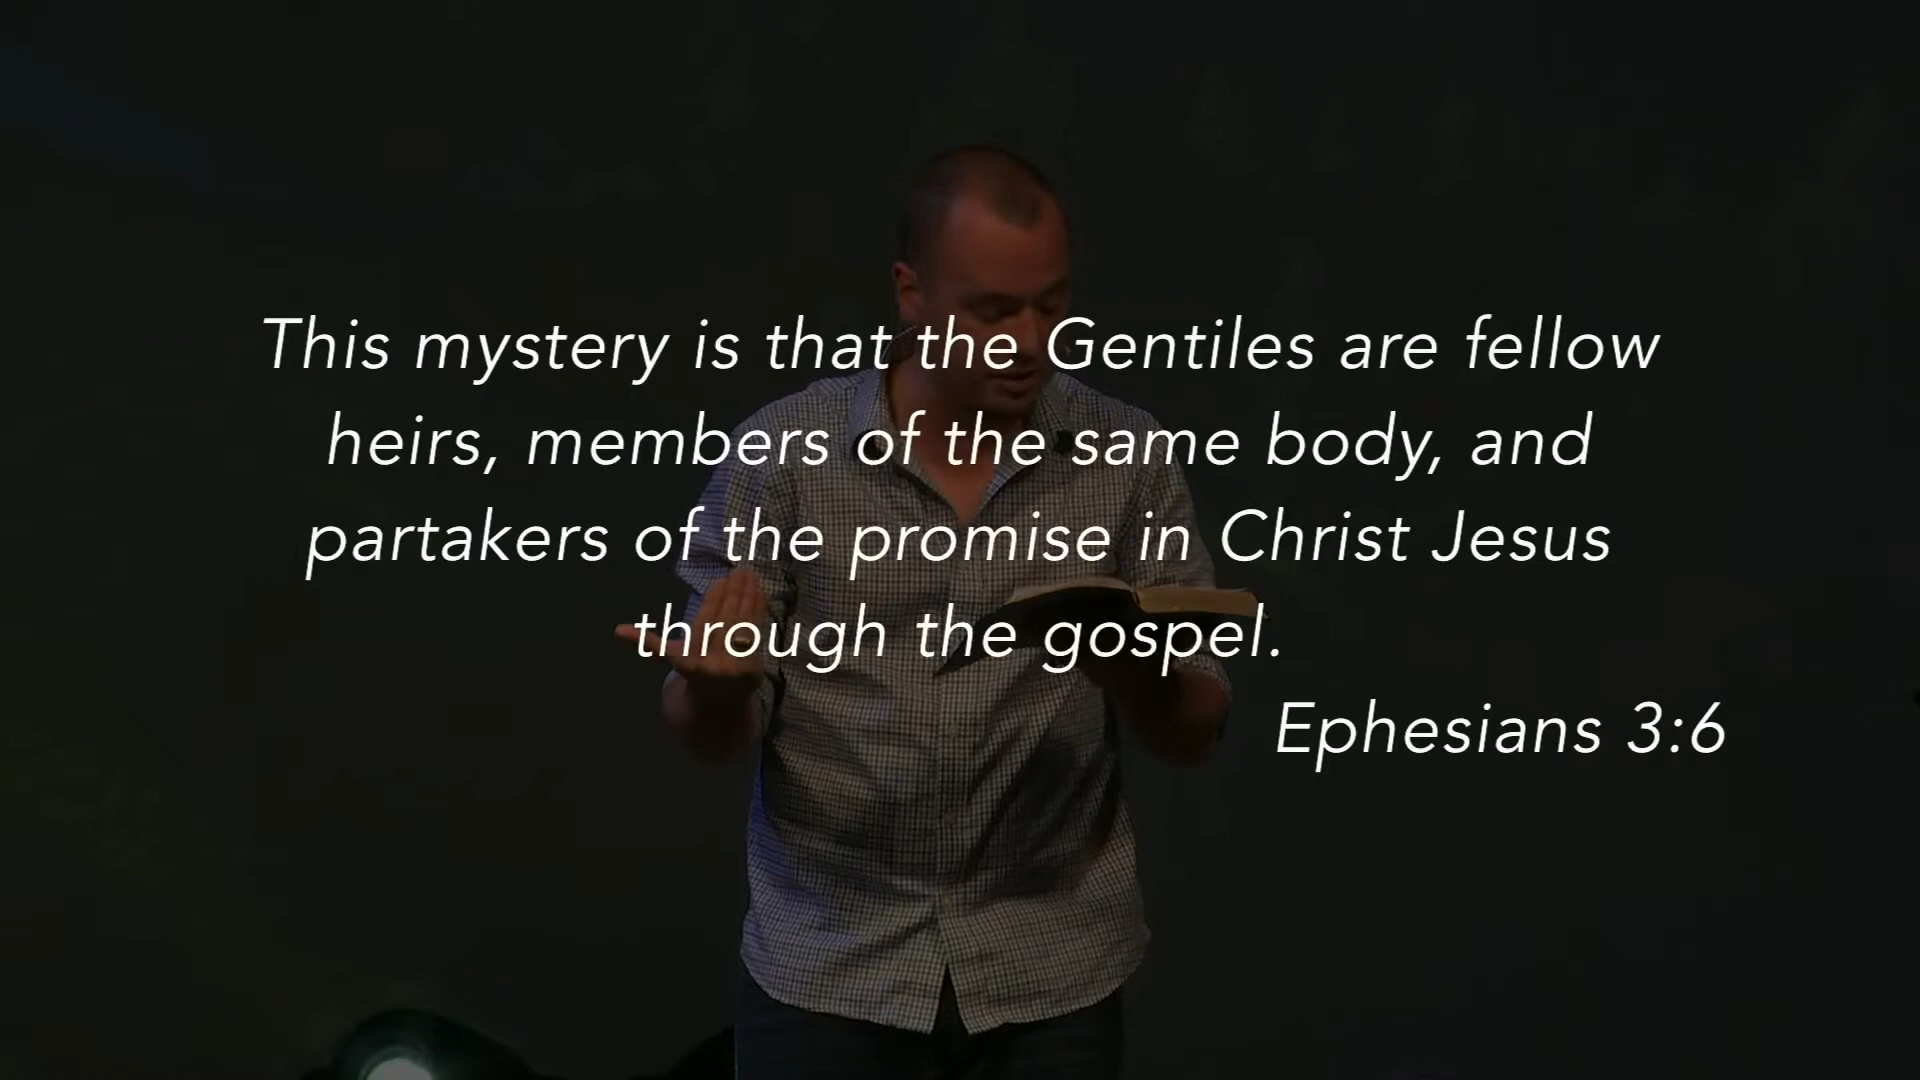 This mystery is that the Gentiles are fellow
heirs, members of the same body, and
partakers of the promise in Christ Jesus
through the gospel.
Ephesians 3:6